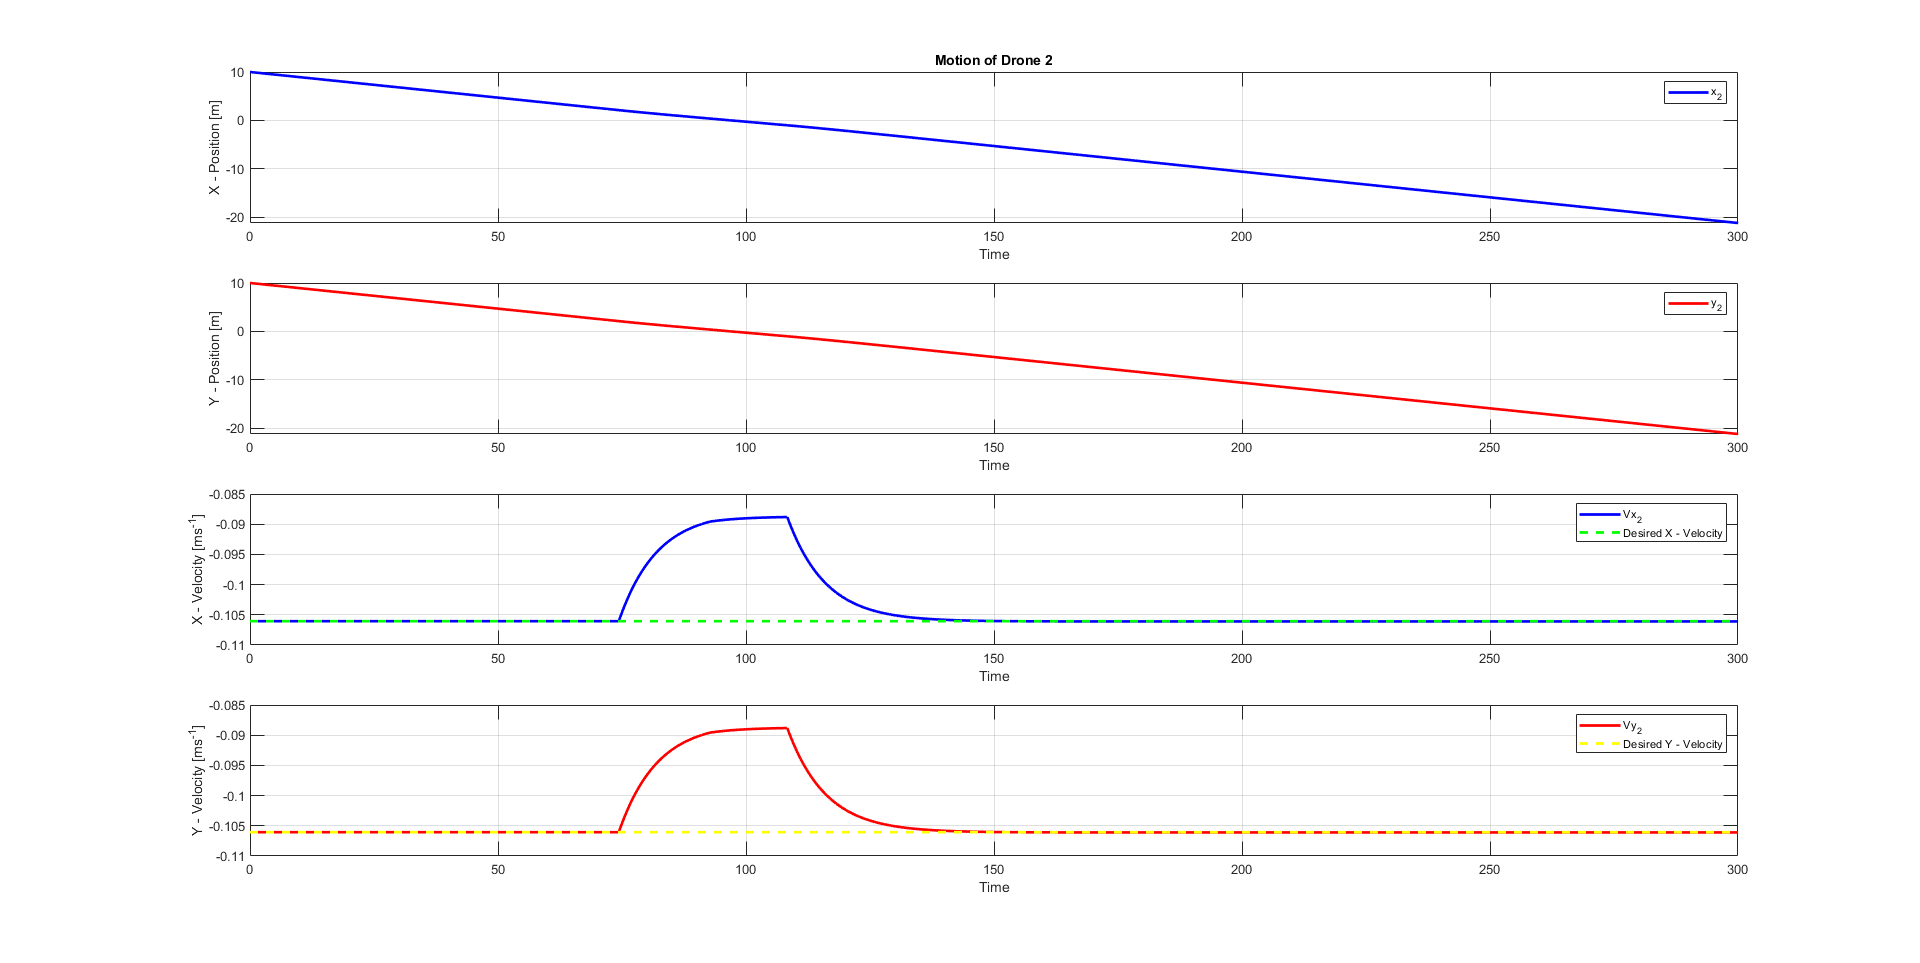 Motion of Drone 2
10
0
-10
-20
X - Position [m]
x2
0 50 100 150 200 250 300
Time
10
0
-10
-20
Y - Position [m]
y2
0 50 100 150 200 250 300
Time
-0.085
-0.09
-0.095
-0.1
-0.105
-0.11
X - Velocity [ms-1]
Vx2
Desired X - Velocity
0 50 100 150 200 250 300
Time
-0.085
-0.09
-0.095
-0.1
-0.105
-0.11
Y - Velocity [ms-1]
Vy2
Desired Y - Velocity
0 50 100 150 200 250 300
Time